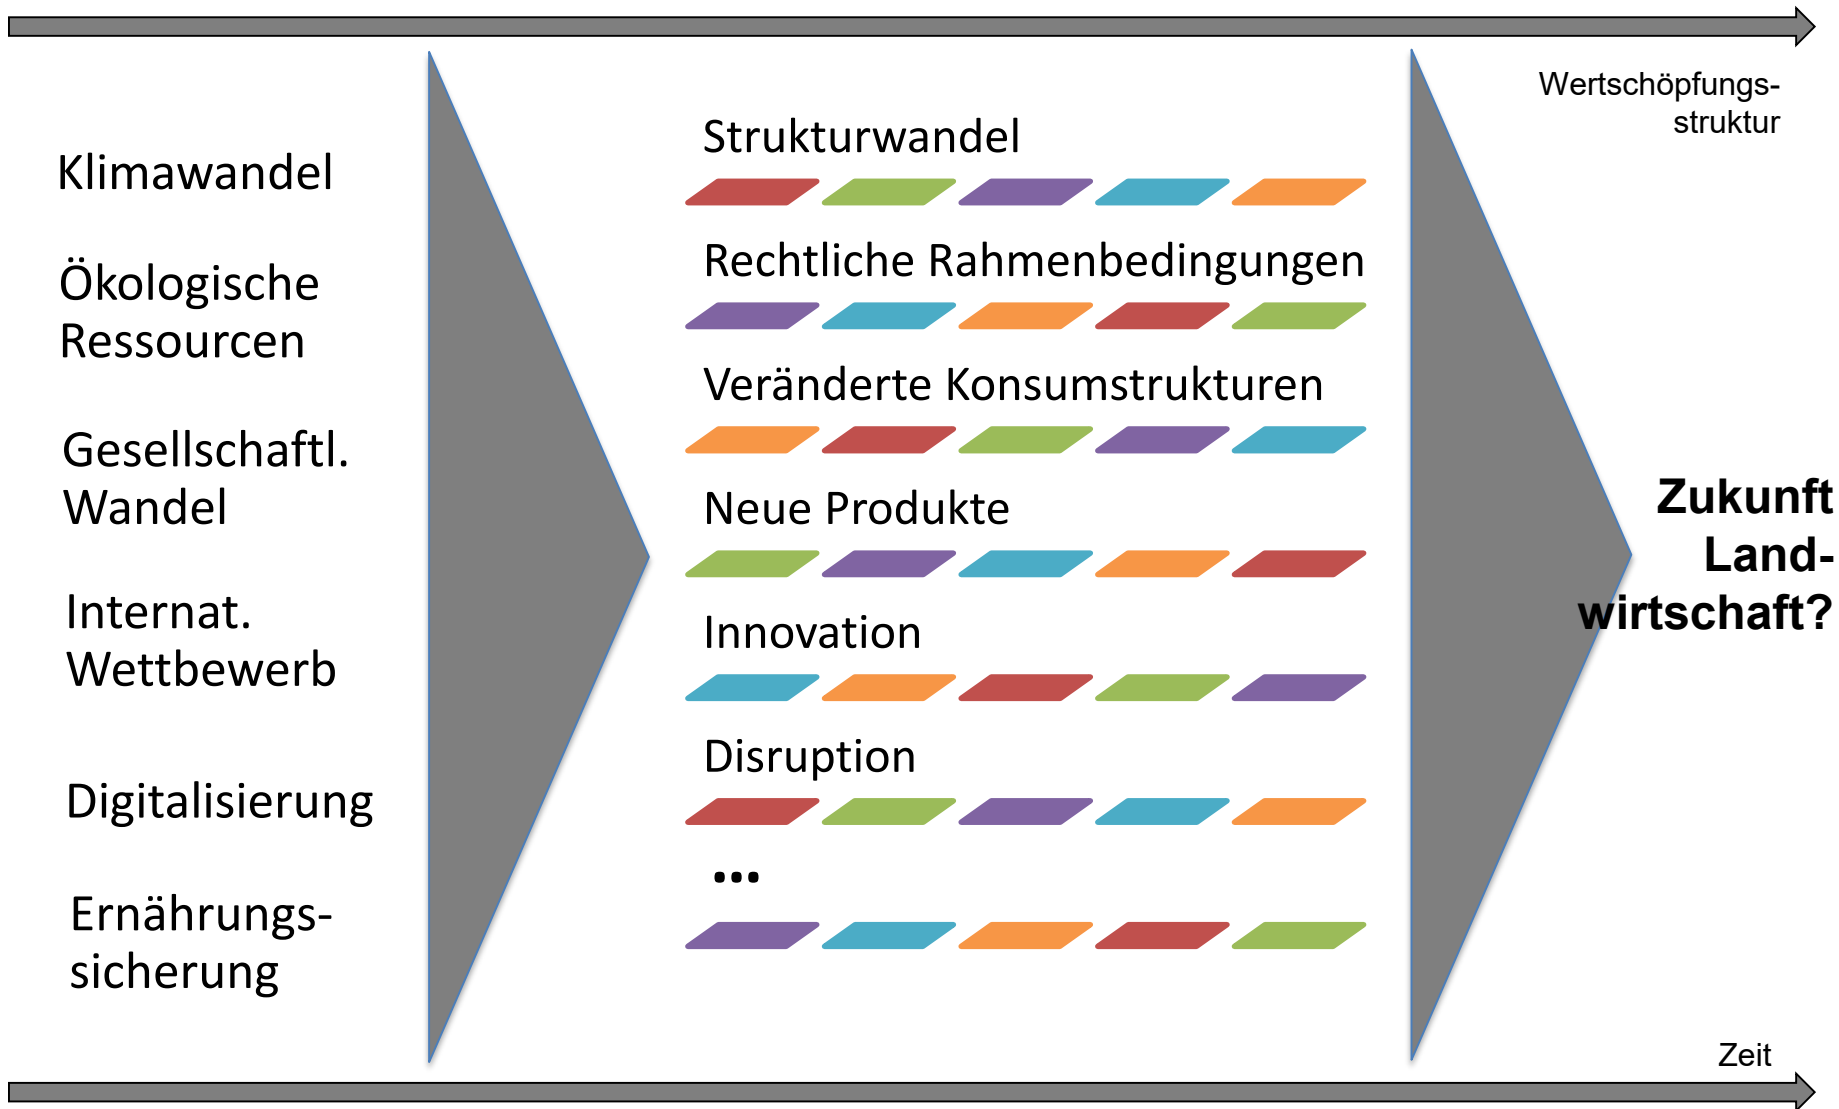 Wertschöpfungs-
struktur
Klimawandel
Ökologische
Ressourcen
Gesellschaftl.
Wandel
Internat.
Wettbewerb
Digitalisierung
Ernährungs-
sicherung
Strukturwandel
Rechtliche Rahmenbedingungen
Veränderte Konsumstrukturen
Neue Produkte
Innovation
Disruption
...
Zukunft
Land-
wirtschaft?
Zeit